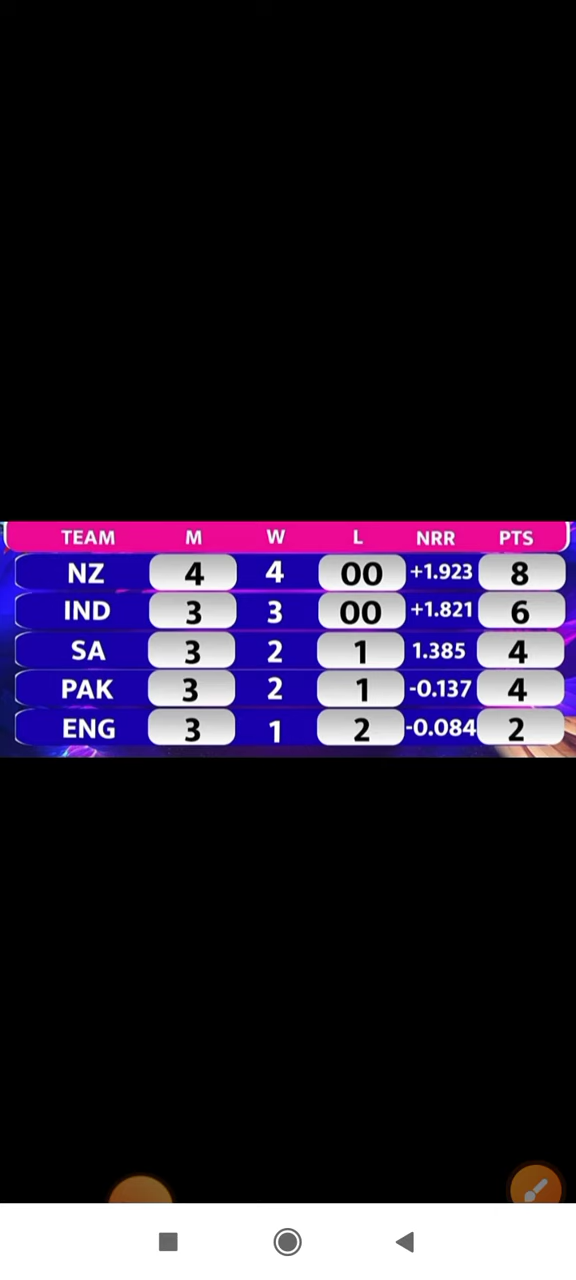 TEAM M W L NRR PTS
NZ 4 4 00 +1.923 8
IND 3 3 00 +1.821 6
SA 3 2 1 1.385 4
PAK 3 2 1 -0.137 4
ENG 3 1 2 -0.084 2